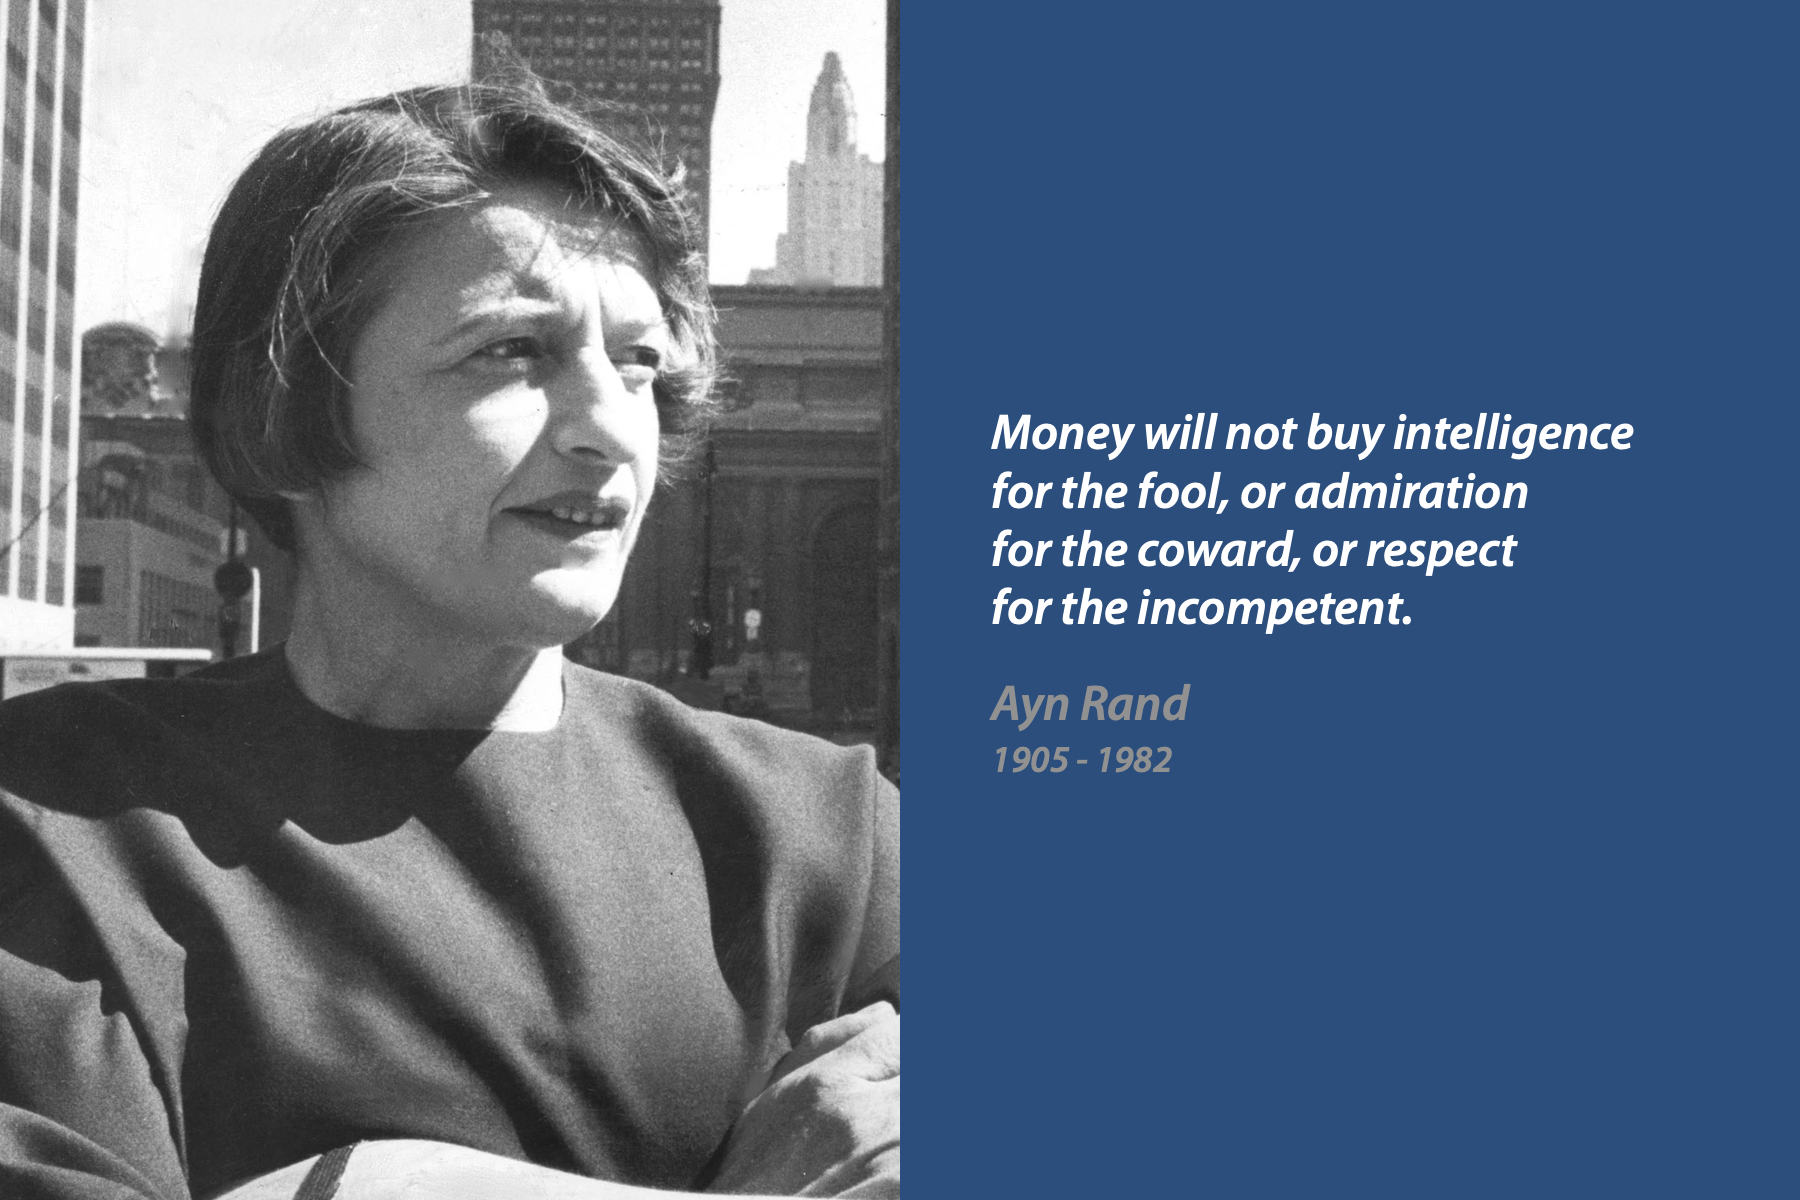 Money will not buy intelligence
for the fool, or admiration
for the coward, or respect
for the incompetent.
Ayn Rand
1905 - 1982